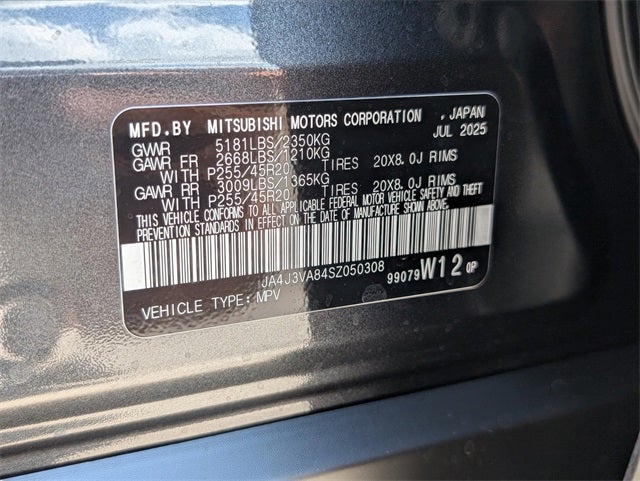 MFD.BY MITSUBISHI MOTORS CORPORATION , JAPAN
JUL 2025
GVWR 5181LBS/2350KG
GAWR FR 2668LBS/1210KG
WITH P255/45R20 TIRES 20X8.0J RIMS
GAWR RR 3009LBS/1365KG
WITH P255/45R20 TIRES 20X8.0J RIMS
THIS VEHICLE CONFORMS TO ALL APPLICABLE FEDERAL MOTOR VEHICLE SAFETY AND THEFT
PREVENTION STANDARDS IN EFFECT ON THE DATE OF MANUFACTURE SHOWN ABOVE.
JA4J3VA84SZ050308
99079W12 0P
VEHICLE TYPE:MPV